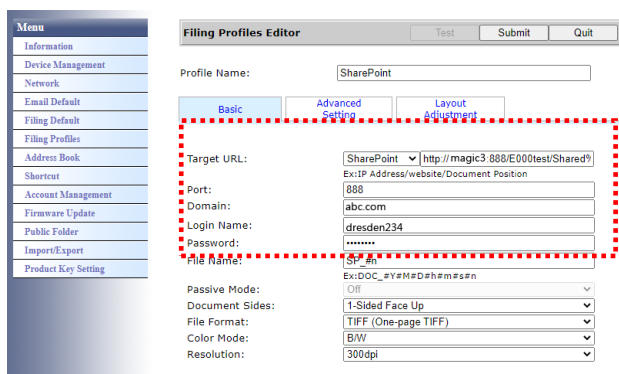 Menu
Information
Device Management
Network
Email Default
Filing Default
Filing Profiles
Address Book
Shortcut
Account Management
Firmware Update
Public Folder
Import/Export
Product Key Setting
Filing Profiles Editor Test Submit Quit
Profile Name: SharePoint
Basic Advanced Setting Layout Adjustment
Target URL: SharePoint http://magic3:888/E000test/Shared%
Ex:IP Address/website/Document Position
Port: 888
Domain: abc.com
Login Name: dresden234
Password: ••••••••
File Name: SP_#n
Ex:DOC_#Y#M#D#h#m#s#n
Passive Mode: Off
Document Sides: 1-Sided Face Up
File Format: TIFF (One-page TIFF)
Color Mode: B/W
Resolution: 300dpi